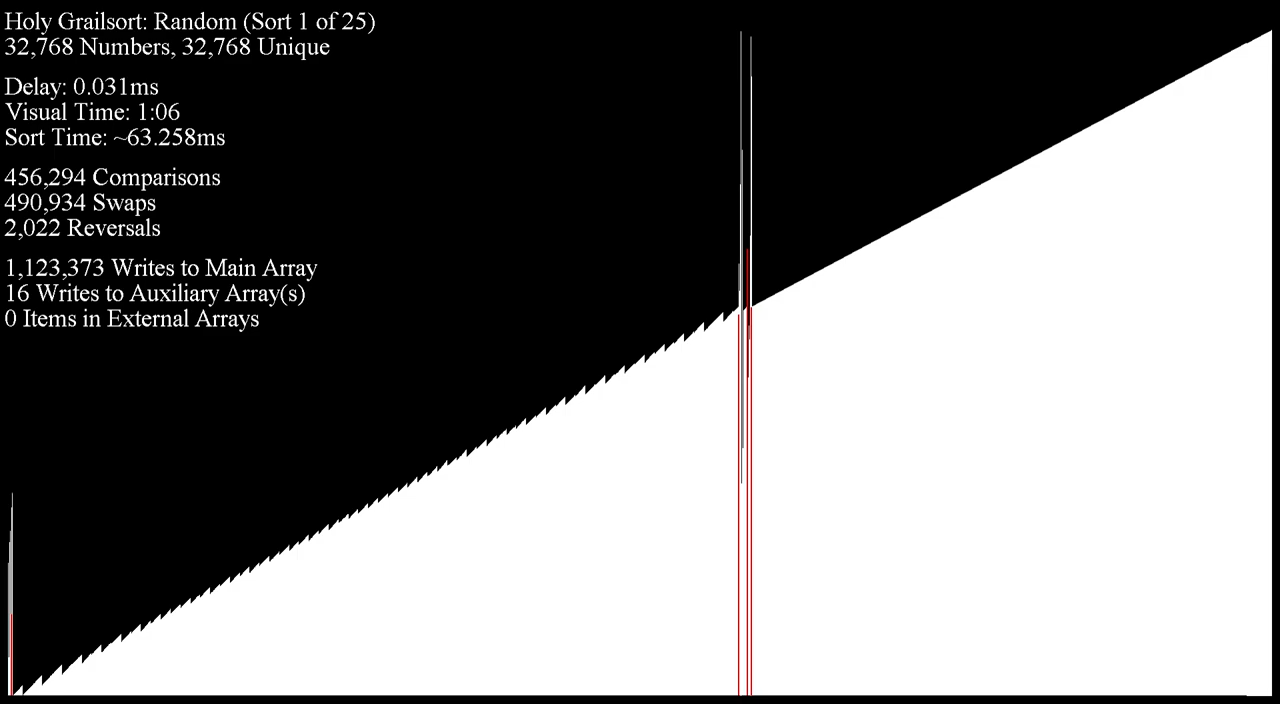 Holy Grailsort: Random (Sort 1 of 25)
32,768 Numbers, 32,768 Unique
Delay: 0.031ms
Visual Time: 1:06
Sort Time: ~63.258ms
456,294 Comparisons
490,934 Swaps
2,022 Reversals
1,123,373 Writes to Main Array
16 Writes to Auxiliary Array(s)
0 Items in External Arrays